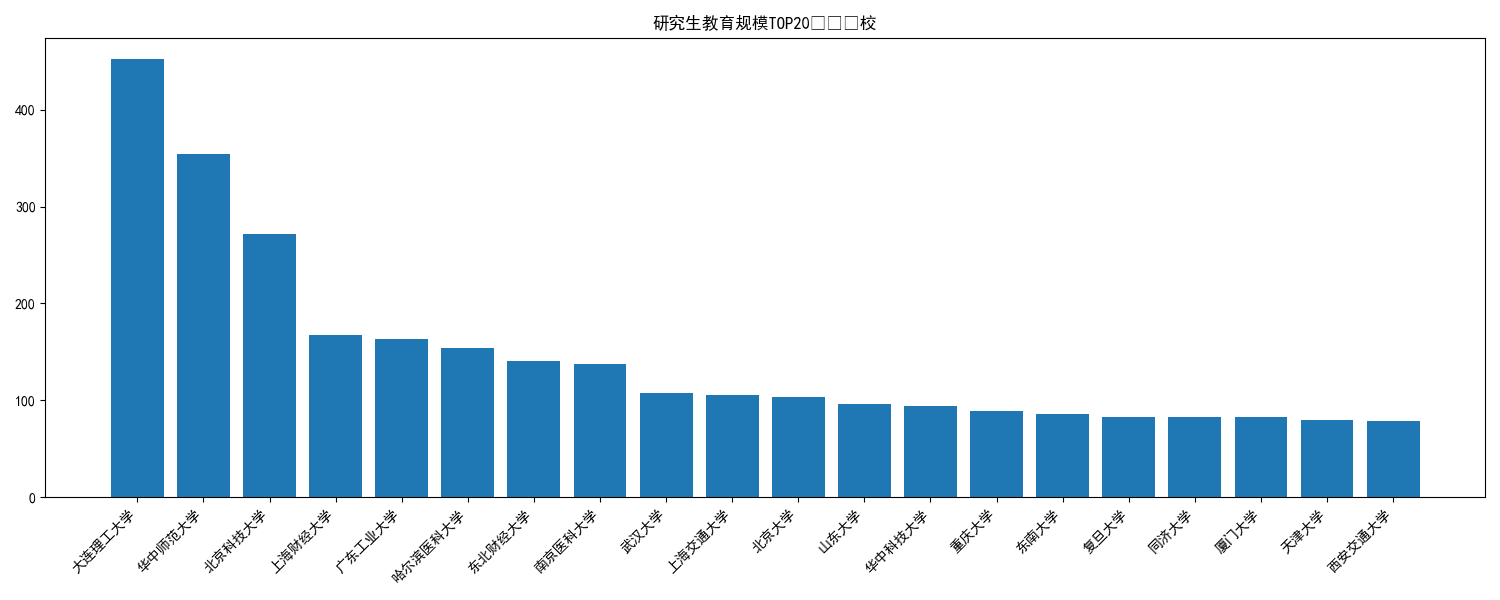 研究生教育规模TOP20□□□校
400
300
200
100
0
大连理工大学
华中师范大学
北京科技大学
上海财经大学
广东工业大学
哈尔滨医科大学
东北财经大学
南京医科大学
武汉大学
上海交通大学
北京大学
山东大学
华中科技大学
重庆大学
东南大学
复旦大学
同济大学
厦门大学
天津大学
西安交通大学